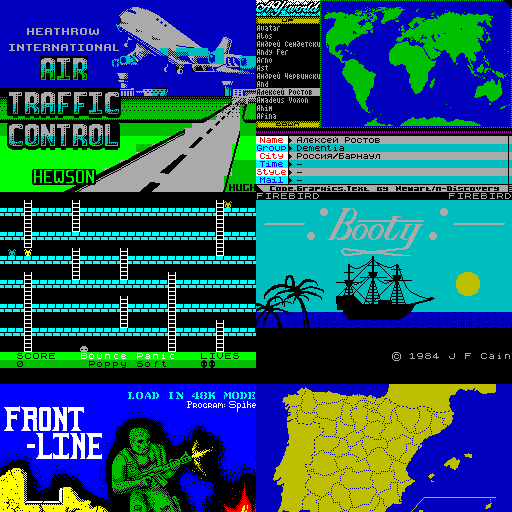 HEATHROW
INTERNATIONAL
AIR
TRAFFIC
CONTROL
HEWSON
HUGH
Avatar
Alos
Андрей Сендетски
Andy Fer
Arno
Ast
Андрей Червински
And
Алексей Ростов
Amadeus Voxon
Ahim
Afina
Name Алексей Ростов
Group Dementia
City Россия/Барнаул
Time -
Style -
Mail -
Code,Graphics,Text by Newart/n-Discovery
SCORE Bounce Panic LIVES
0 Poppy Soft
FIREBIRD FIREBIRD
Booty
© 1984 J F Cain
LOAD IN 48K MODE
PROGRAM: Spike
FRONT
-LINE